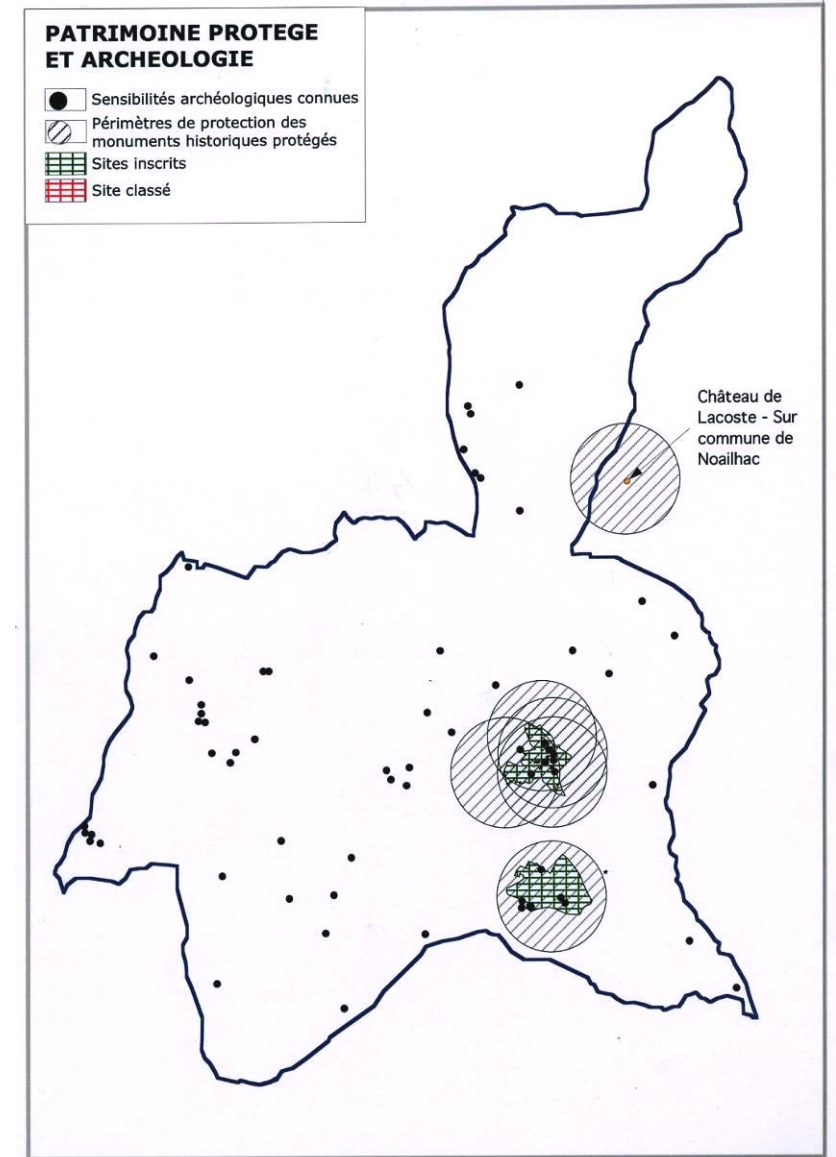 PATRIMOINE PROTEGE
ET ARCHEOLOGIE
Sensibilités archéologiques connues
Périmètres de protection des
monuments historiques protégés
Sites inscrits
Site classé
Château de
Lacoste - Sur
commune de
Noailhac